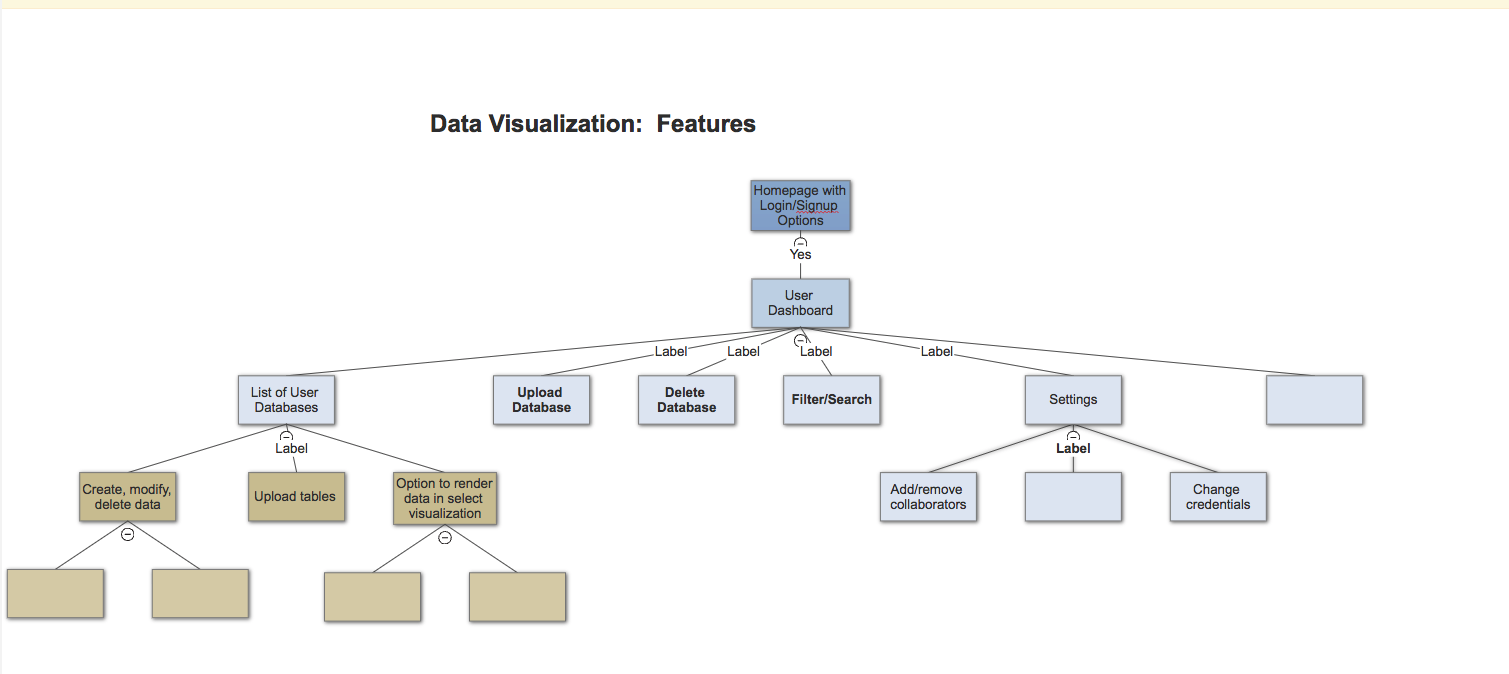 Data Visualization:  Features
Homepage with
Login/Signup
Options
Yes
User
Dashboard
Label
Label
Label
Label
List of User
Databases
Upload
Database
Delete
Database
Filter/Search
Settings
Label
Label
Create, modify,
delete data
Upload tables
Option to render
data in select
visualization
Add/remove
collaborators
Change
credentials